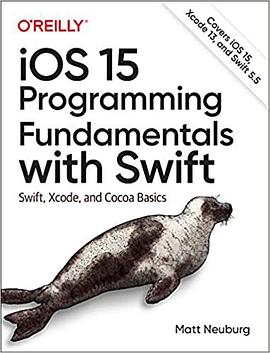 O'REILLY®
Covers iOS 15,
Xcode 13, and Swift 5.5
iOS 15
Programming
Fundamentals
with Swift
Swift, Xcode, and Cocoa Basics
Matt Neuburg